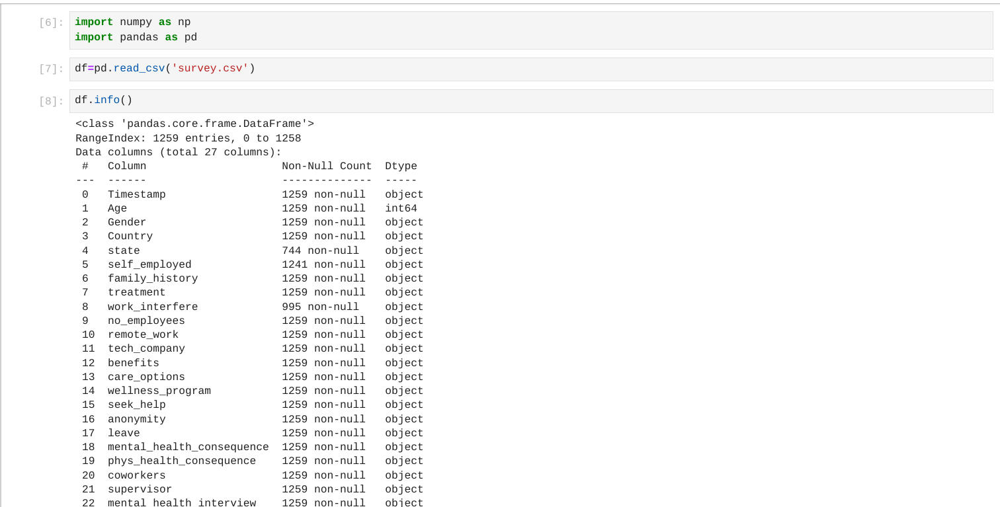 [6]: import numpy as np
import pandas as pd
[7]: df=pd.read_csv('survey.csv')
[8]: df.info()
<class 'pandas.core.frame.DataFrame'>
RangeIndex: 1259 entries, 0 to 1258
Data columns (total 27 columns):
 #   Column                     Non-Null Count  Dtype
---  ------                     --------------  -----
 0   Timestamp                  1259 non-null   object
 1   Age                        1259 non-null   int64
 2   Gender                     1259 non-null   object
 3   Country                    1259 non-null   object
 4   state                      744 non-null    object
 5   self_employed              1241 non-null   object
 6   family_history             1259 non-null   object
 7   treatment                  1259 non-null   object
 8   work_interfere             995 non-null    object
 9   no_employees               1259 non-null   object
 10  remote_work                1259 non-null   object
 11  tech_company               1259 non-null   object
 12  benefits                   1259 non-null   object
 13  care_options               1259 non-null   object
 14  wellness_program           1259 non-null   object
 15  seek_help                  1259 non-null   object
 16  anonymity                  1259 non-null   object
 17  leave                      1259 non-null   object
 18  mental_health_consequence  1259 non-null   object
 19  phys_health_consequence    1259 non-null   object
 20  coworkers                  1259 non-null   object
 21  supervisor                 1259 non-null   object
 22  mental_health_interview    1259 non-null   object